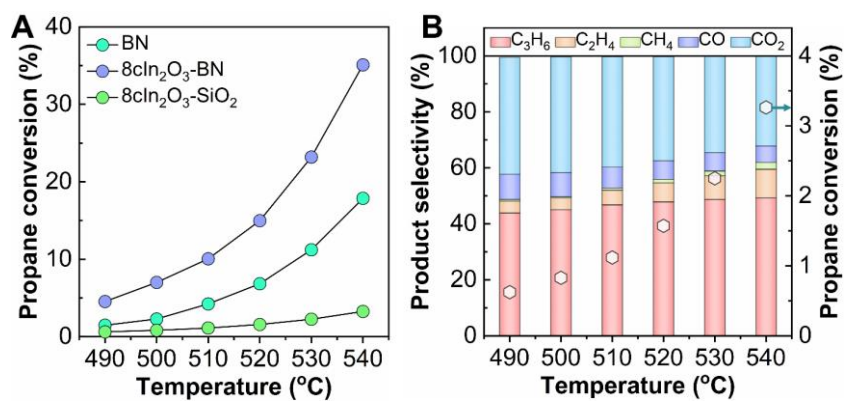 A
Propane conversion (%)
40
30
20
10
0
BN
8cIn₂O₃-BN
8cIn₂O₃-SiO₂
490 500 510 520 530 540
Temperature (°C)
B
Product selectivity (%)
100
80
60
40
20
0
C₃H₆ C₂H₄ CH₄ CO CO₂
4
3
2
1
0
Propane conversion (%)
490 500 510 520 530 540
Temperature (°C)